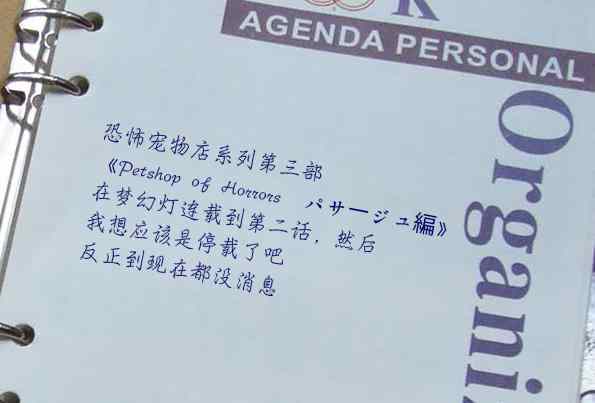 K
AGENDA PERSONAL
Organi
恐怖宠物店系列第三部
《Petshop of Horrors パサージュ編》
在梦幻灯连载到第二话，然后
我想应该是停载了吧
反正到现在都没消息